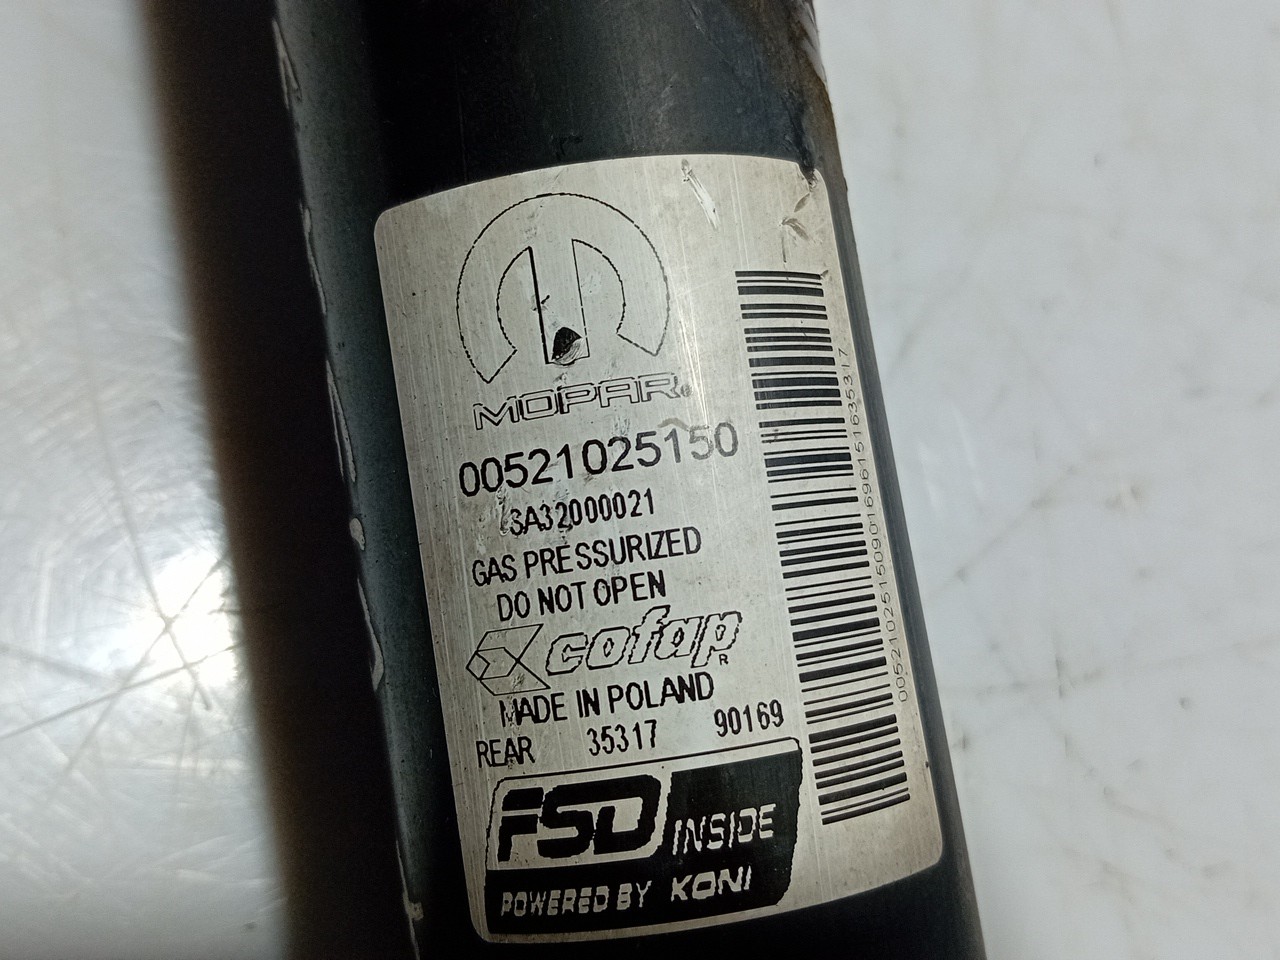 MOPAR®
00521025150
SA32000021
GAS PRESSURIZED
DO NOT OPEN
cofap R
MADE IN POLAND
REAR 35317 90169
FSD INSIDE
POWERED BY KONI